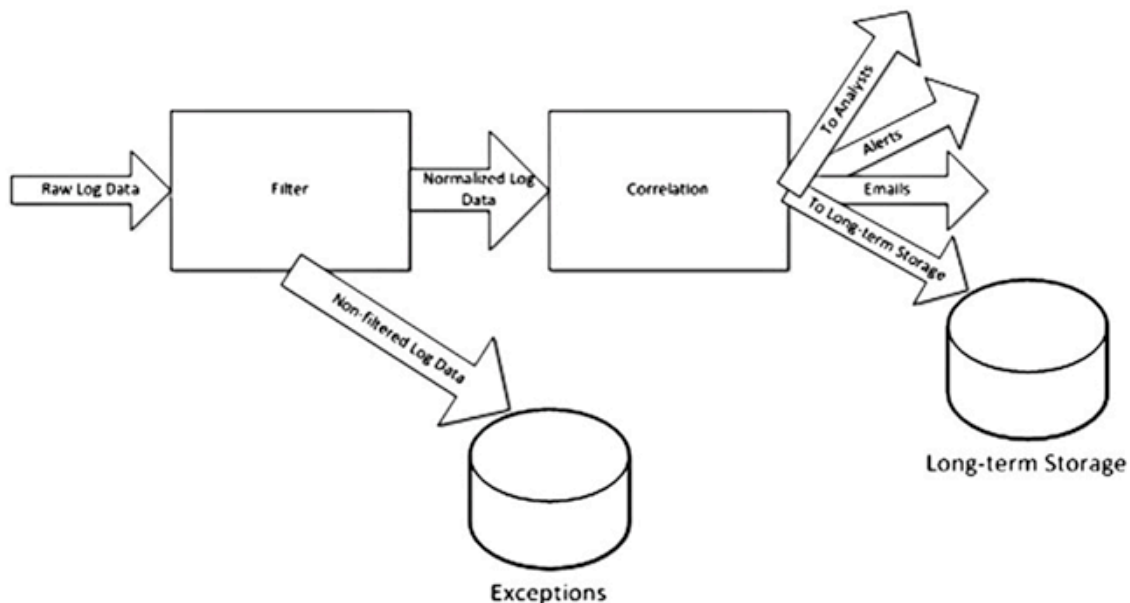 Raw Log Data
Filter
Normalized Log
Data
Correlation
To Analysts
Alerts
Emails
To Long-term Storage
Non-filtered Log Data
Long-term Storage
Exceptions